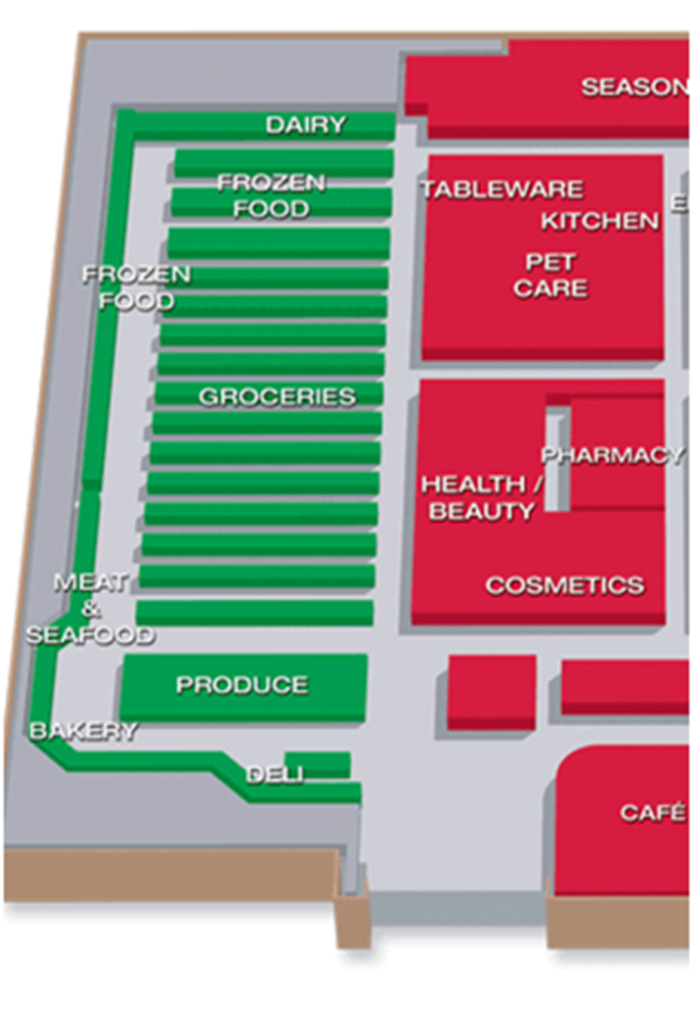 SEASON
DAIRY
FROZEN
FOOD
TABLEWARE
E
KITCHEN
PET
CARE
FROZEN
FOOD
GROCERIES
PHARMACY
HEALTH /
BEAUTY
COSMETICS
MEAT
&
SEAFOOD
PRODUCE
BAKERY
DELI
CAFÉ